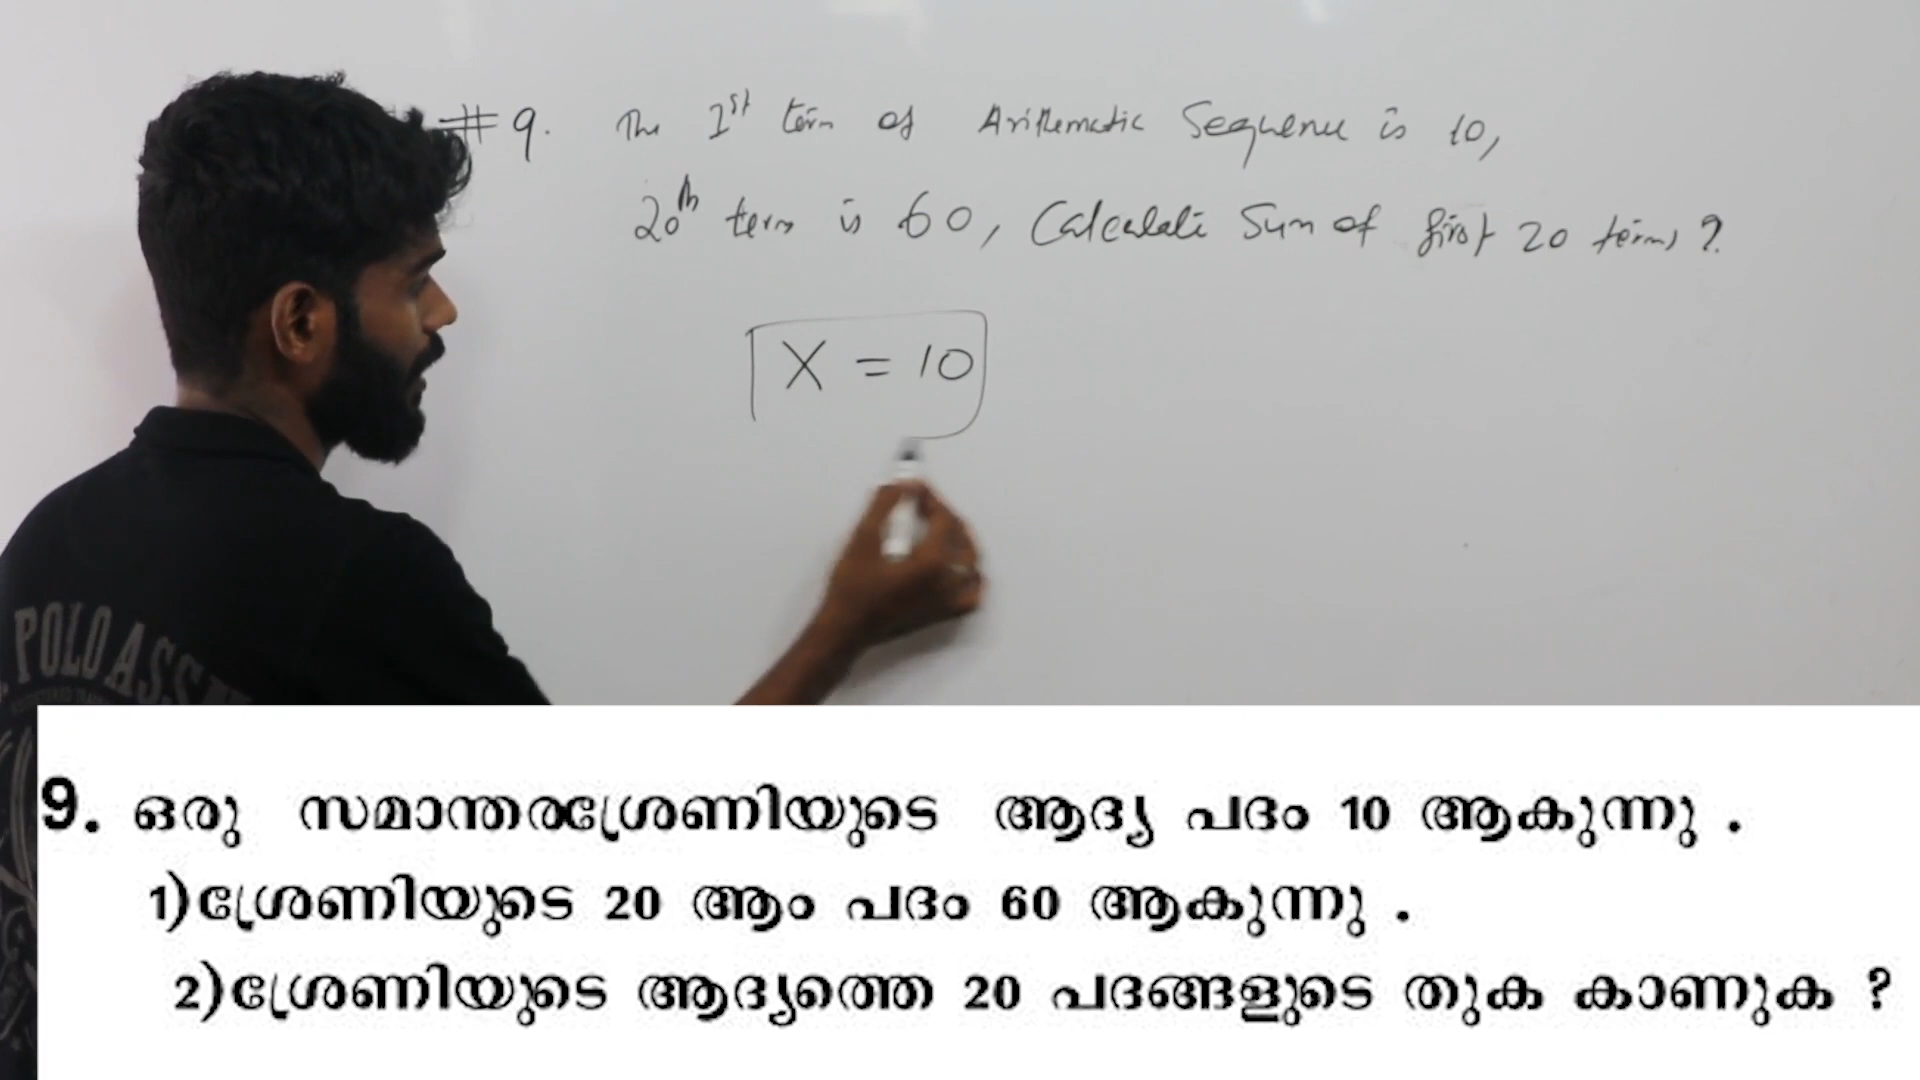 #9. The 1st term of Arithematic Sequence is 10,
20th term is 60, Calculate Sum of first 20 terms ?
X = 10
POLO ASS
9. ഒരു സമാന്തരശ്രേണിയുടെ ആദ്യ പദം 10 ആകുന്നു .
1)ശ്രേണിയുടെ 20 ആം പദം 60 ആകുന്നു .
2)ശ്രേണിയുടെ ആദ്യത്തെ 20 പദങ്ങളുടെ തുക കാണുക ?